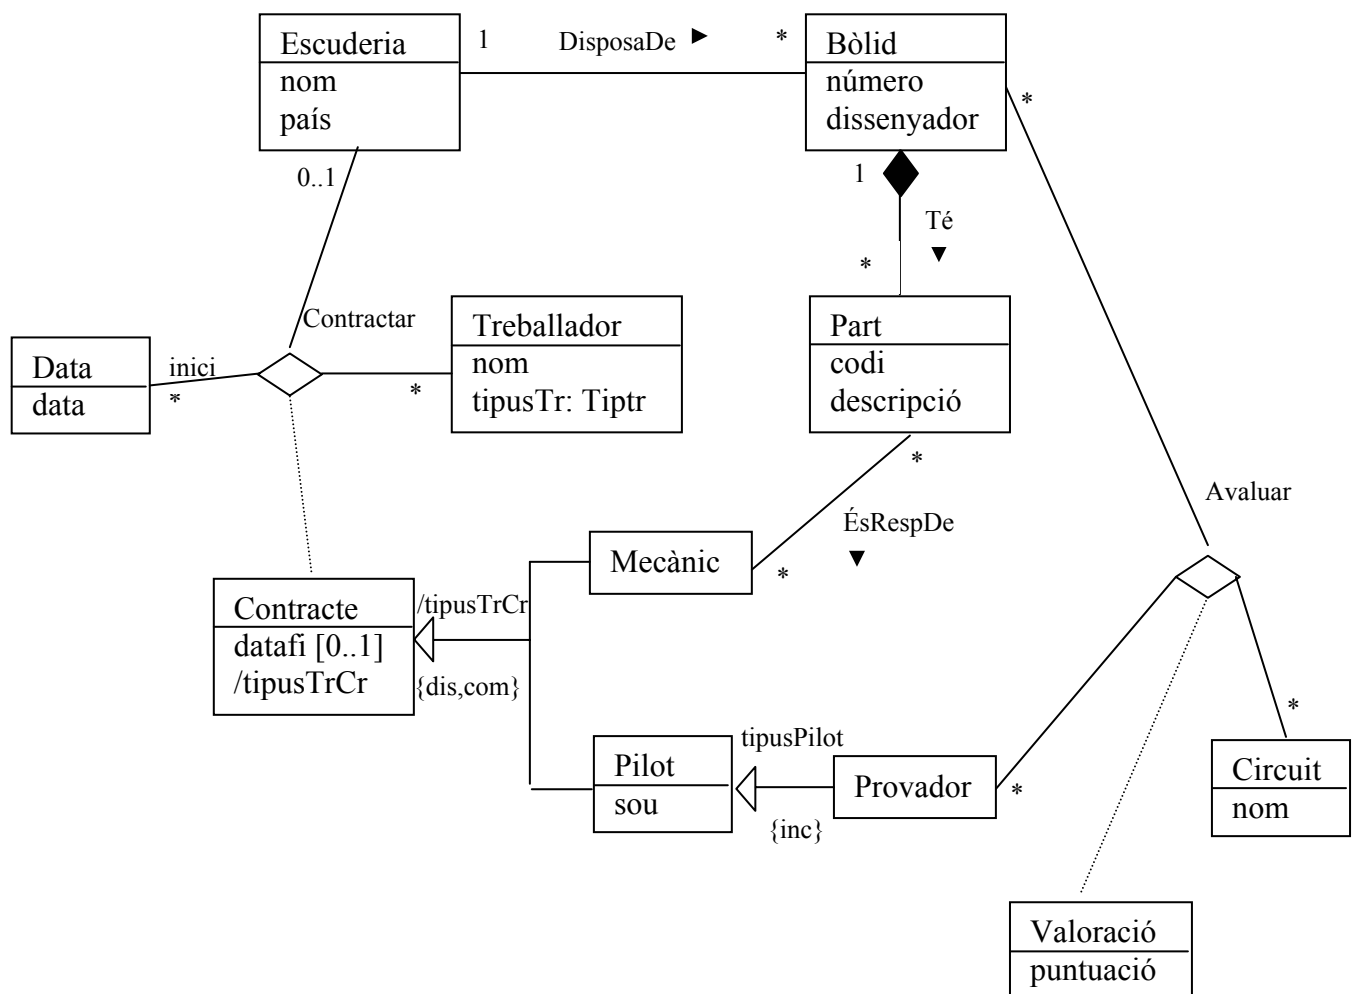 Escuderia
nom
país
1
DisposaDe ►
*
Bòlid
número
dissenyador
*
0..1
1
Té
▼
*
Contractar
Data
data
inici
*
*
Treballador
nom
tipusTr: Tiptr
Part
codi
descripció
*
Avaluar
ÉsRespDe
▼
Mecànic
*
Contracte
datafi [0..1]
/tipusTrCr
/tipusTrCr
{dis,com}
Pilot
sou
tipusPilot
{inc}
Provador
*
*
Circuit
nom
Valoració
puntuació